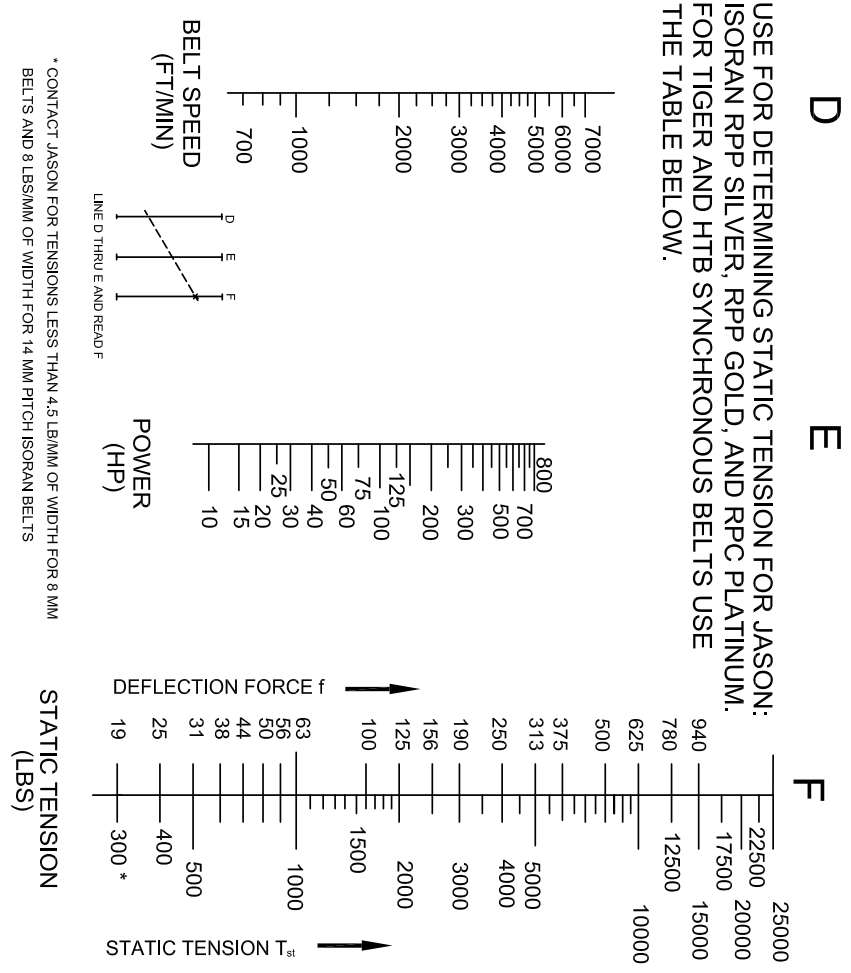 D
E
F
USE FOR DETERMINING STATIC TENSION FOR JASON:
ISORAN RPP SILVER, RPP GOLD, AND RPC PLATINUM.
FOR TIGER AND HTB SYNCHRONOUS BELTS USE
THE TABLE BELOW.
7000
6000
5000
4000
3000
2000
1000
700
BELT SPEED
(FT/MIN)
D
E
F
LINE D THRU E AND READ F
800
700
500
300
200
125
100
75
60
50
40
30
25
20
15
10
POWER
(HP)
DEFLECTION FORCE f
940
780
625
500
375
313
250
190
156
125
100
63
56
50
44
38
31
25
19
25000
22500
20000
17500
15000
12500
10000
5000
4000
3000
2000
1500
1000
500
400
300 *
STATIC TENSION Tst
STATIC TENSION
(LBS)
* CONTACT JASON FOR TENSIONS LESS THAN 4.5 LB/MM OF WIDTH FOR 8 MM
BELTS AND 8 LBS/MM OF WIDTH FOR 14 MM PITCH ISORAN BELTS